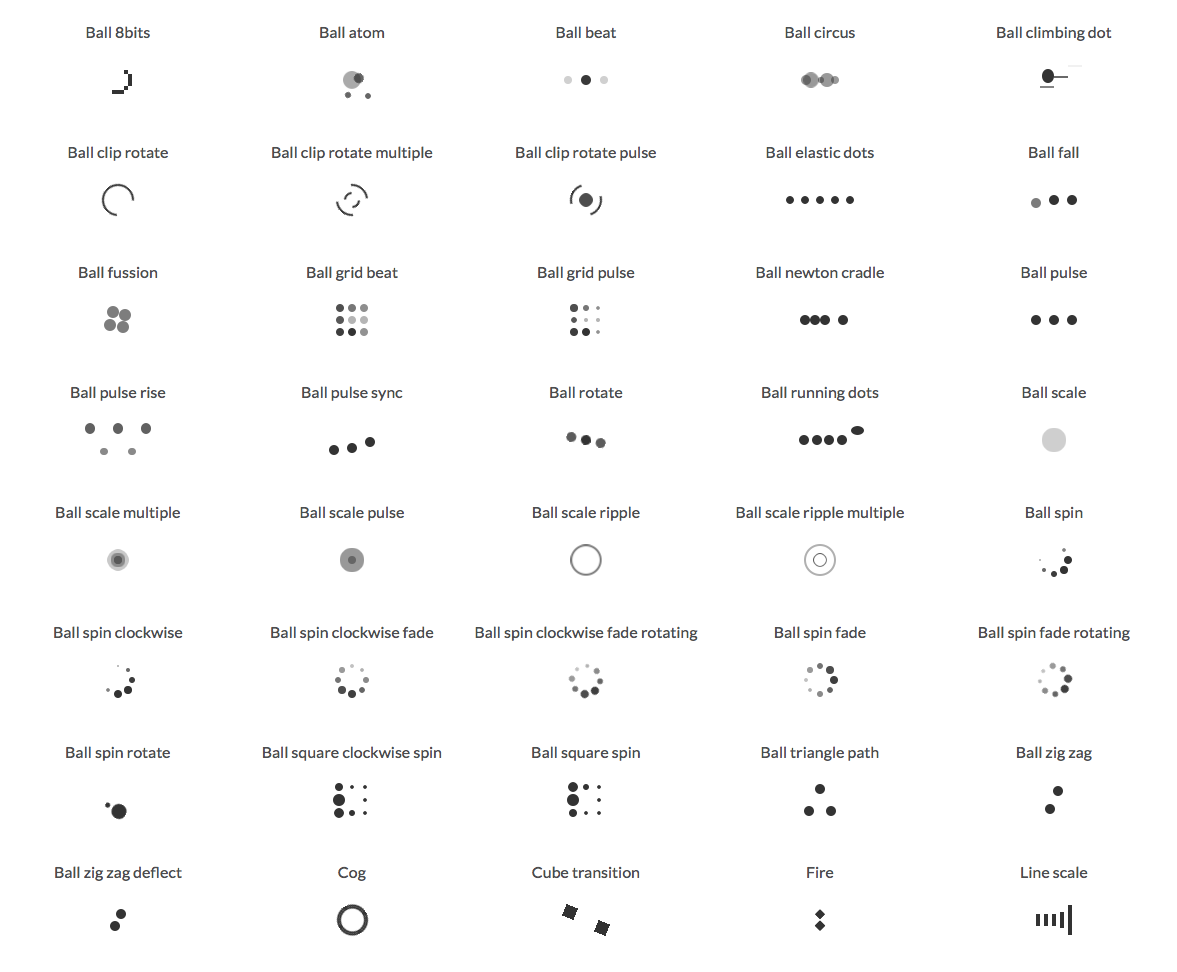 Ball 8bits
Ball atom
Ball beat
Ball circus
Ball climbing dot
Ball clip rotate
Ball clip rotate multiple
Ball clip rotate pulse
Ball elastic dots
Ball fall
Ball fussion
Ball grid beat
Ball grid pulse
Ball newton cradle
Ball pulse
Ball pulse rise
Ball pulse sync
Ball rotate
Ball running dots
Ball scale
Ball scale multiple
Ball scale pulse
Ball scale ripple
Ball scale ripple multiple
Ball spin
Ball spin clockwise
Ball spin clockwise fade
Ball spin clockwise fade rotating
Ball spin fade
Ball spin fade rotating
Ball spin rotate
Ball square clockwise spin
Ball square spin
Ball triangle path
Ball zig zag
Ball zig zag deflect
Cog
Cube transition
Fire
Line scale